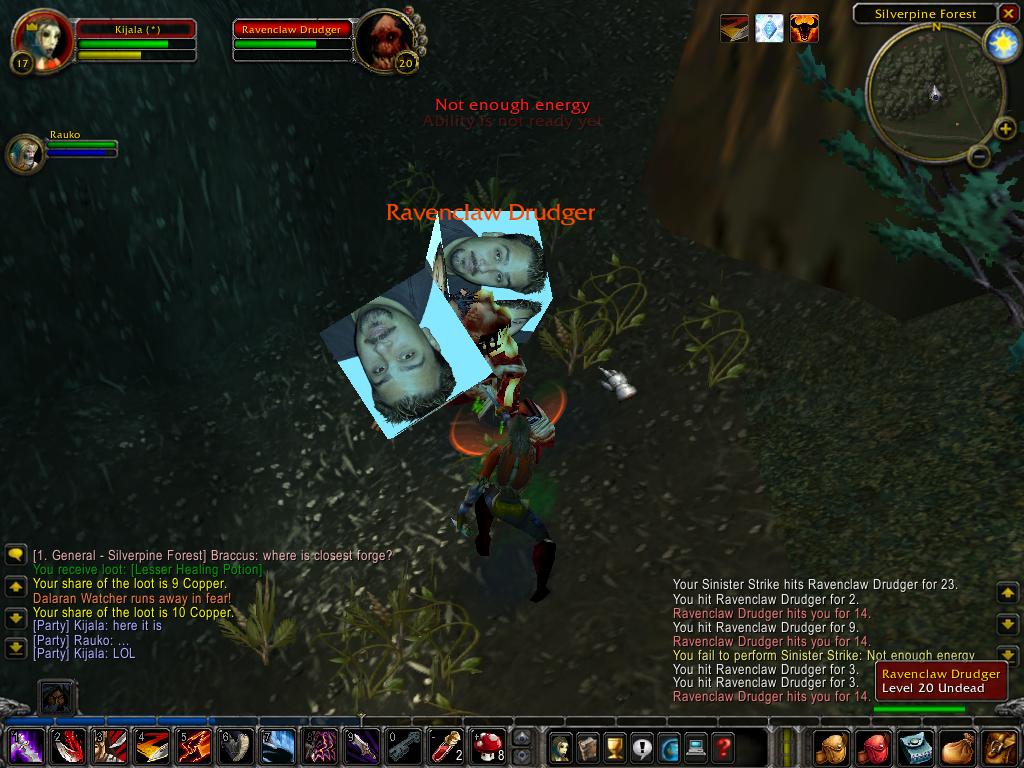 Kijala (*)
17
Ravenclaw Drudger
20
Silverpine Forest
N
Not enough energy
Ability is not ready yet
Rauko
Ravenclaw Drudger
[1. General - Silverpine Forest] Braccus: where is closest forge?
You receive loot: [Lesser Healing Potion]
Your share of the loot is 9 Copper.
Dalaran Watcher runs away in fear!
Your share of the loot is 10 Copper.
[Party] Kijala: here it is
[Party] Rauko: ...
[Party] Kijala: LOL
Your Sinister Strike hits Ravenclaw Drudger for 23.
You hit Ravenclaw Drudger for 2.
Ravenclaw Drudger hits you for 14.
You hit Ravenclaw Drudger for 9.
Ravenclaw Drudger hits you for 14.
You fail to perform Sinister Strike: Not enough energy
You hit Ravenclaw Drudger for 3.
You hit Ravenclaw Drudger for 3.
Ravenclaw Drudger hits you for 14.
Ravenclaw Drudger
Level 20 Undead
2
8